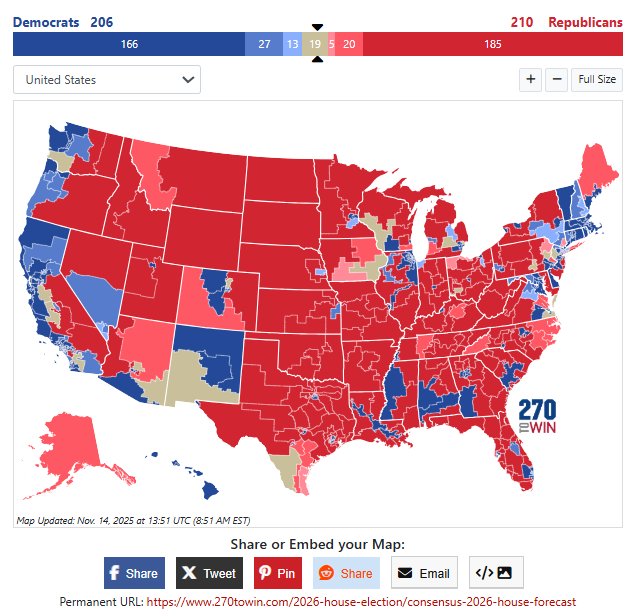 Democrats 206 210 Republicans
166 27 13 19 5 20 185
United States + − Full Size
270
TO WIN
Map Updated: Nov. 14, 2025 at 13:51 UTC (8:51 AM EST)
Share or Embed your Map:
Share Tweet Pin Share Email </>
Permanent URL: https://www.270towin.com/2026-house-election/consensus-2026-house-forecast